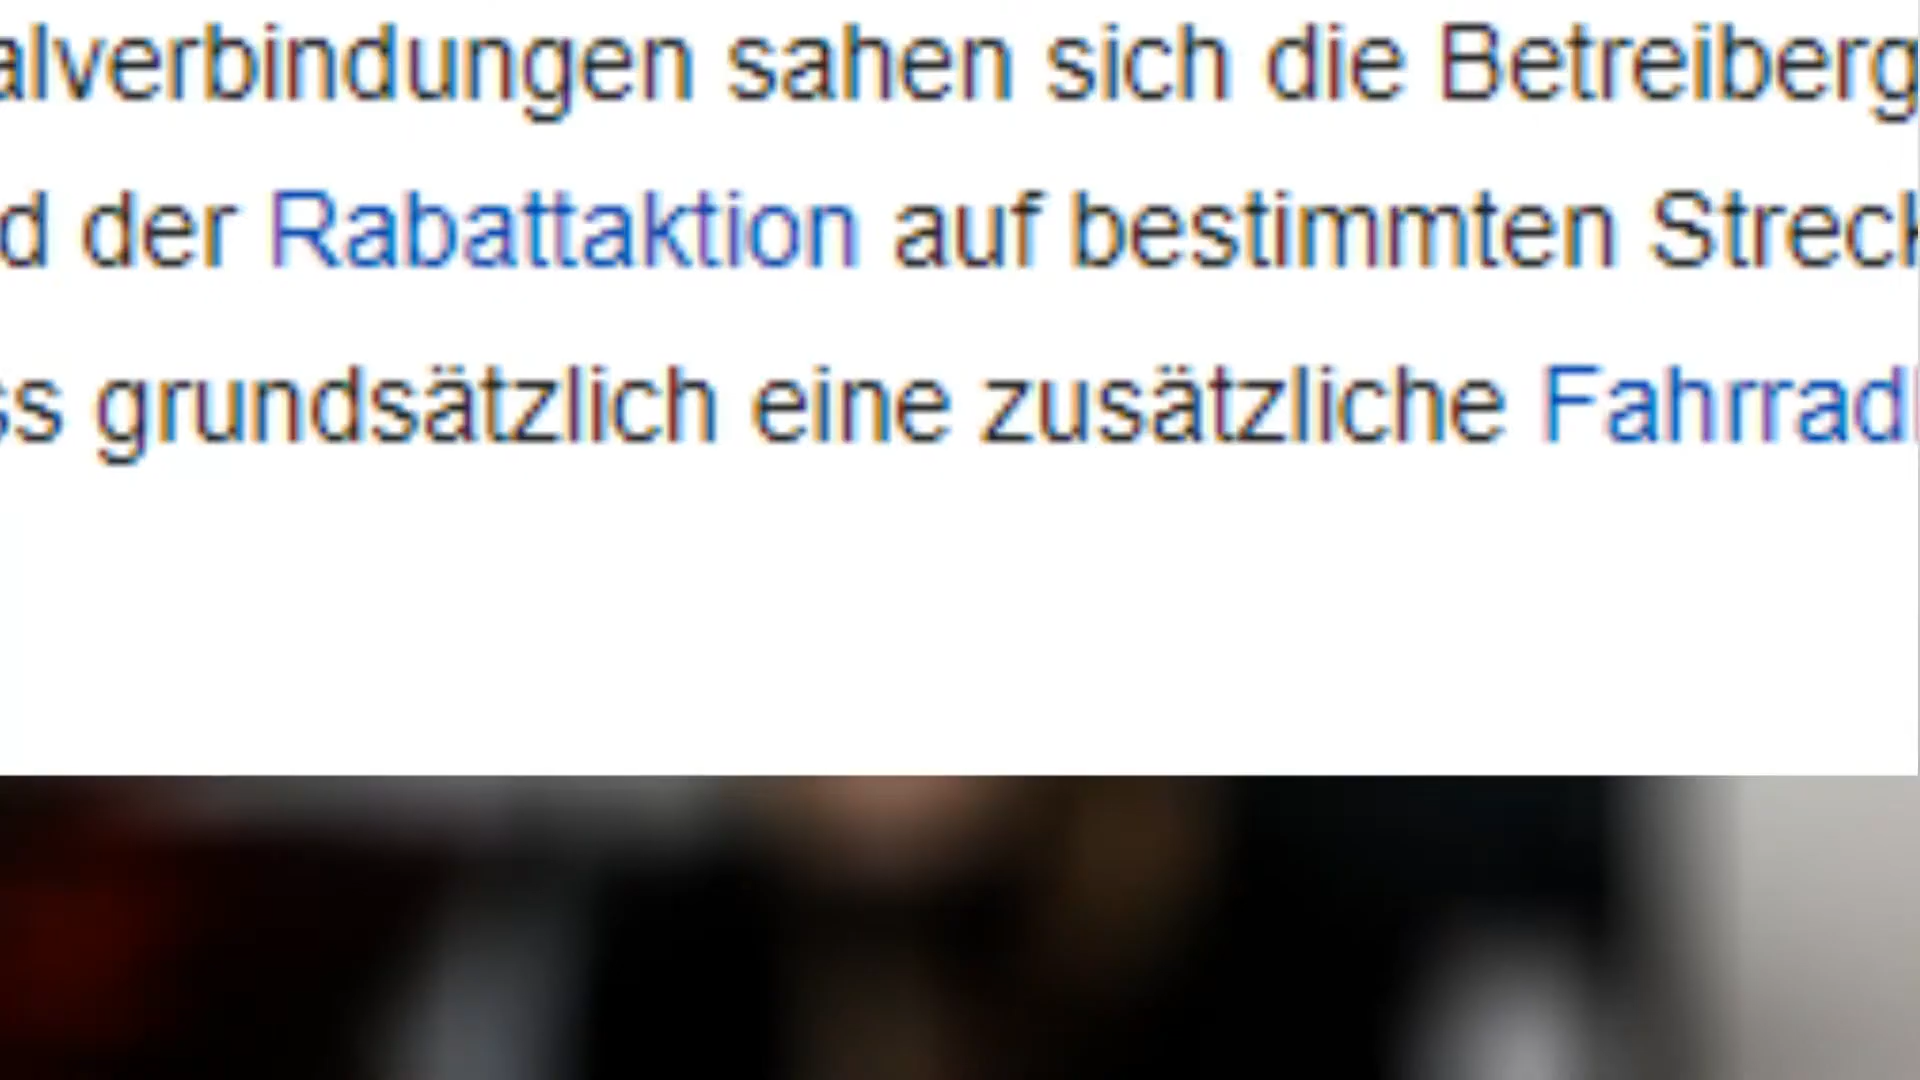 alverbindungen sahen sich die Betreiberg
d der Rabattaktion auf bestimmten Streck
ss grundsätzlich eine zusätzliche Fahrrad